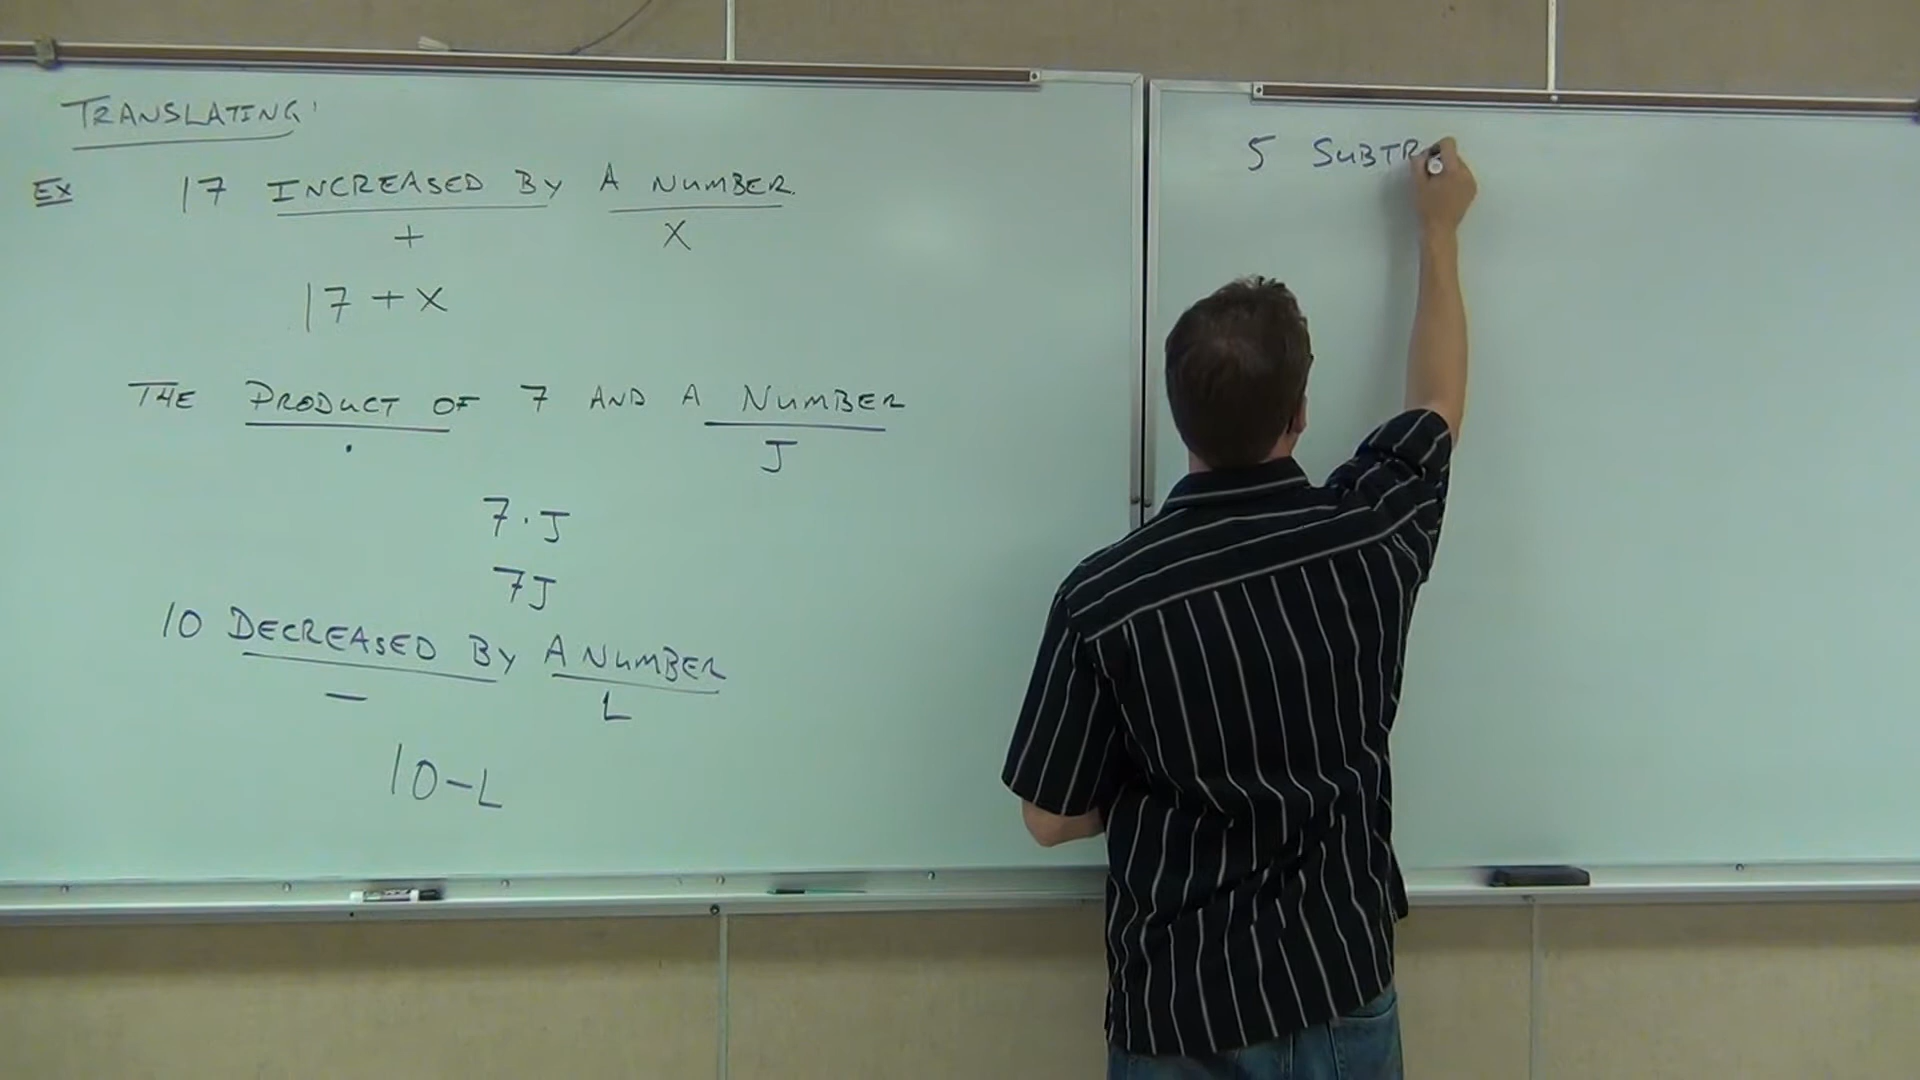 TRANSLATING:
EX 17 INCREASED BY A NUMBER.
+ X
17 + X
THE PRODUCT OF 7 AND A NUMBER
· J
7 · J
7J
10 DECREASED BY A NUMBER
— L
10 - L
5 SUBTR